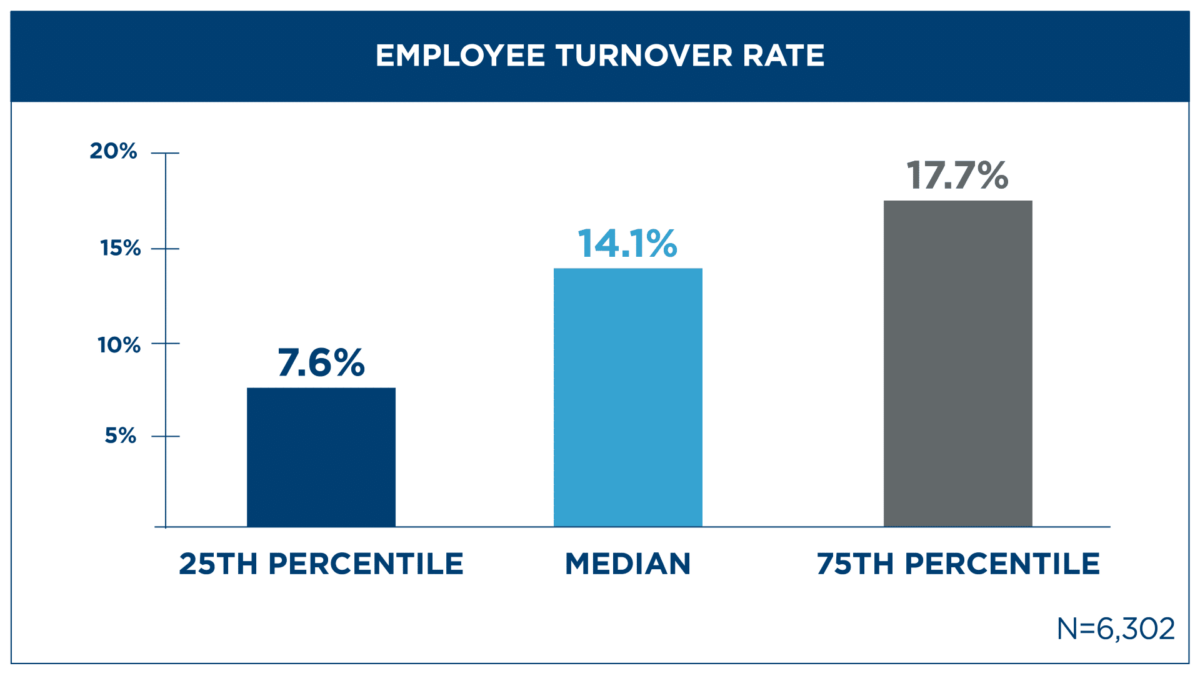 EMPLOYEE TURNOVER RATE
20%
15%
10%
5%
7.6%
14.1%
17.7%
25TH PERCENTILE
MEDIAN
75TH PERCENTILE
N=6,302